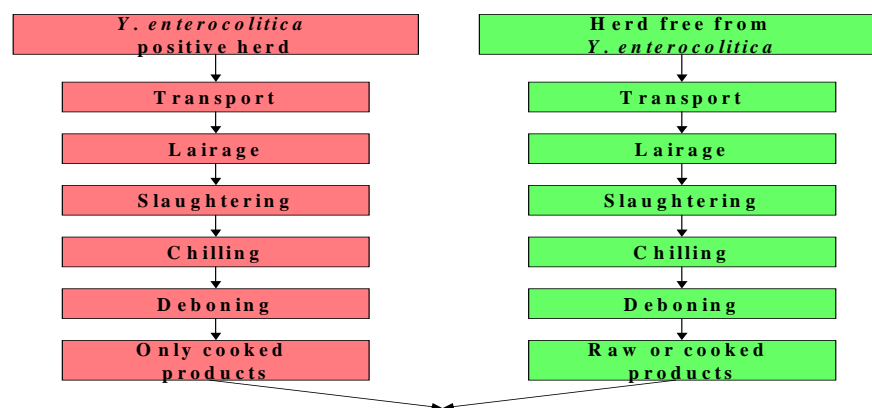 Y. enterocolitica
positive herd
Transport
Lairage
Slaughtering
Chilling
Deboning
Only cooked
products
Herd free from
Y. enterocolitica
Transport
Lairage
Slaughtering
Chilling
Deboning
Raw or cooked
products